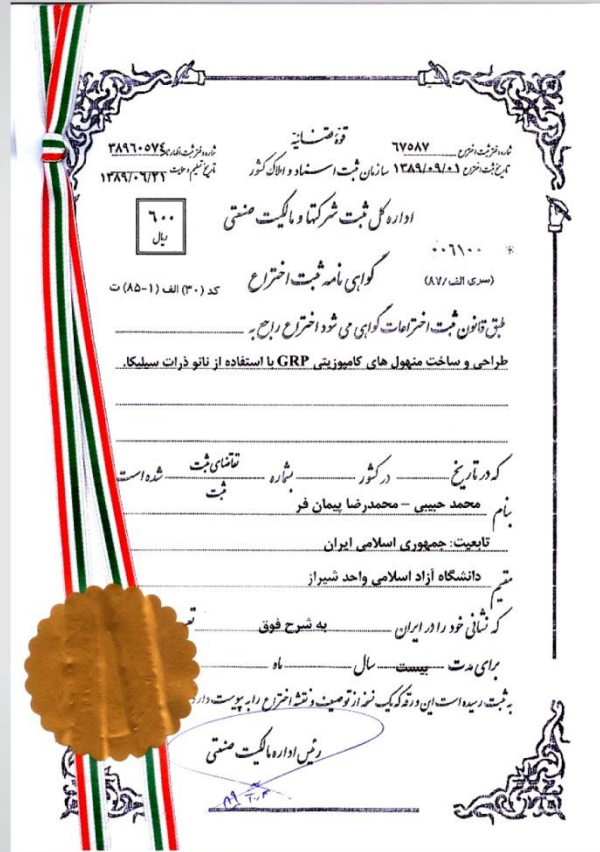 قوّه قضائیّه
شماره دفتر ثبت اختراع ۶۷۵۸۷
شماره دفتر ثبت اظهارنامه ۳۸۹۶۰۵۷۴
تاریخ ثبت اختراع ۱۳۸۹/۰۹/۰۱
سازمان ثبت اسناد و املاک کشور
تاریخ تسلیم ۱۳۸۹/۰۶/۲۱
اداره کل ثبت شرکتها و مالکیت صنعتی
۶۰۰
ریال
۰۰۶۱۰۰ *
(سری الف/۸۷)
گواهی نامه ثبت اختراع
کد (۳۰) الف (۱-۸۵) ت
طبق قانون ثبت اختراعات گواهی می شود اختراع راجع به
طراحی و ساخت منهول های کامپوزیتی GRP با استفاده از نانو ذرات سیلیکا.
که در تاریخ در کشور بشماره تقاضای ثبت شده است
ثبت
بنام محمد حبیبی – محمدرضا پیمان فر
تابعیت: جمهوری اسلامی ایران
مقیم دانشگاه آزاد اسلامی واحد شیراز
که نشانی خود را در ایران به شرح فوق
برای مدت بیست سال ماه
به ثبت رسیده است این ورقه که یک نسخه از توصیف و نقشه اختراع را به پیوست دارد
رئیس اداره مالکیت صنعتی